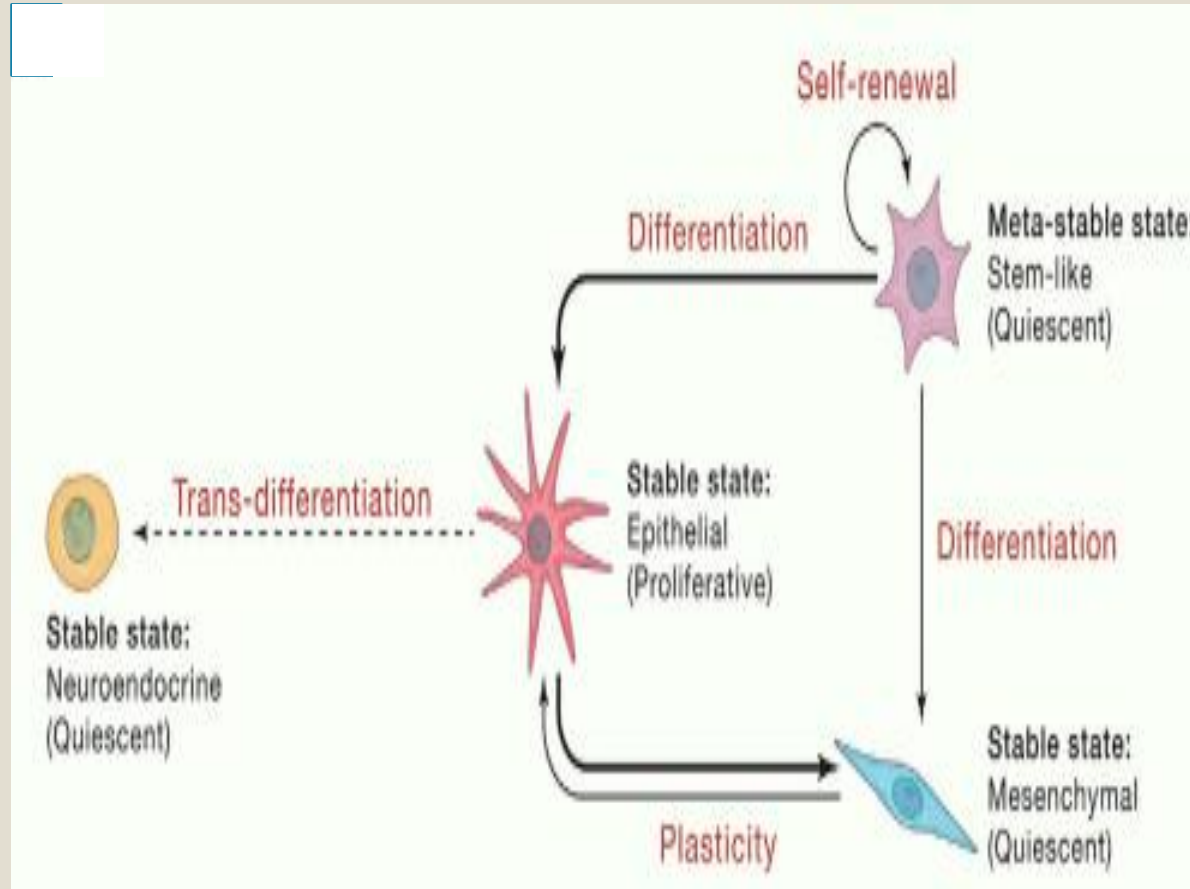 Self-renewal
Differentiation
Meta-stable state:
Stem-like
(Quiescent)
Trans-differentiation
Stable state:
Epithelial
(Proliferative)
Differentiation
Stable state:
Neuroendocrine
(Quiescent)
Stable state:
Mesenchymal
(Quiescent)
Plasticity